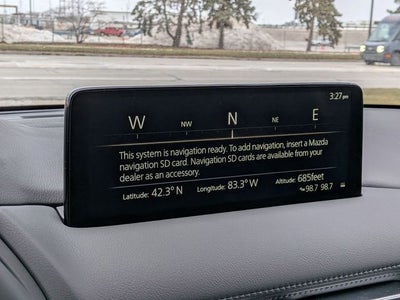 3:27 p.m.
W NW N NE E
This system is navigation ready. To add navigation, insert a Mazda
navigation SD card. Navigation SD cards are available from your
dealer as an accessory.
Latitude: 42.3° N Longitude: 83.3° W Altitude: 685feet
98.7 98.7